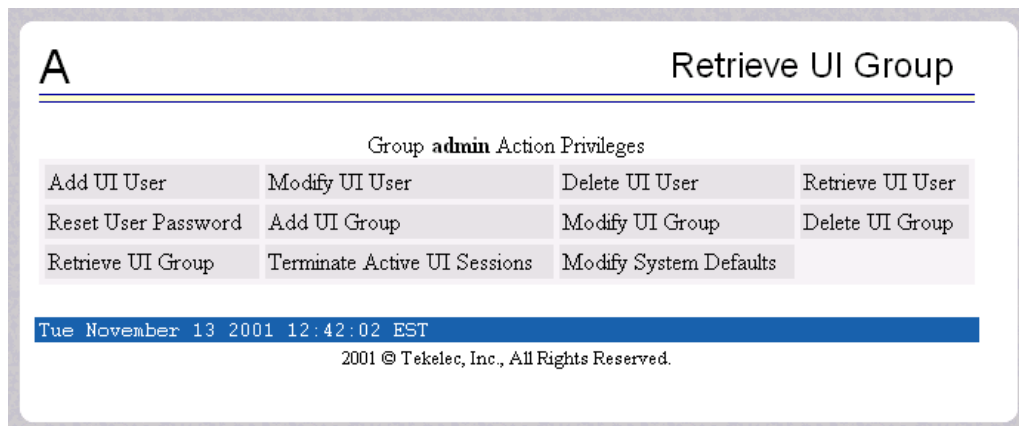 A Retrieve UI Group
Group admin Action Privileges
Add UI User Modify UI User Delete UI User Retrieve UI User
Reset User Password Add UI Group Modify UI Group Delete UI Group
Retrieve UI Group Terminate Active UI Sessions Modify System Defaults
Tue November 13 2001 12:42:02 EST
2001 © Tekelec, Inc., All Rights Reserved.